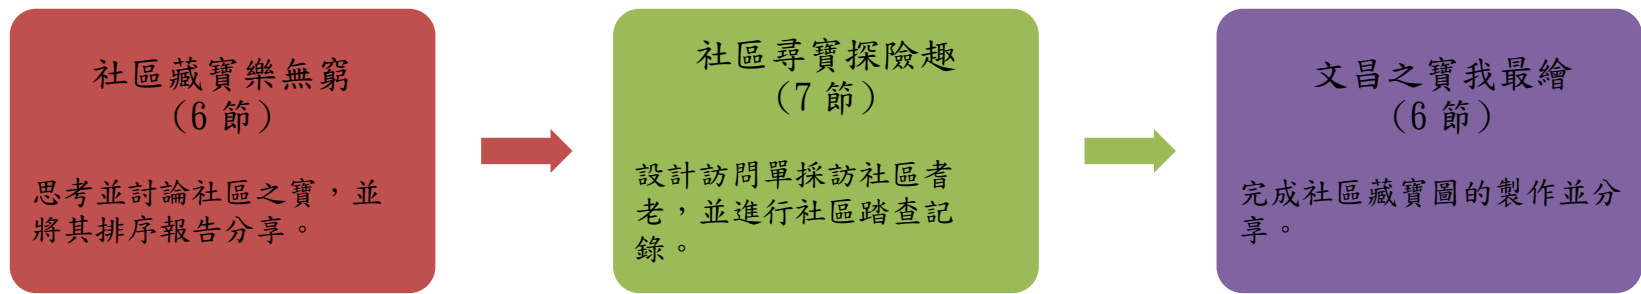 社區藏寶樂無窮
(6 節)
思考並討論社區之寶，並
將其排序報告分享。
社區尋寶探險趣
(7 節)
設計訪問單採訪社區耆
老，並進行社區踏查記
錄。
文昌之寶我最繪
(6 節)
完成社區藏寶圖的製作並分
享。